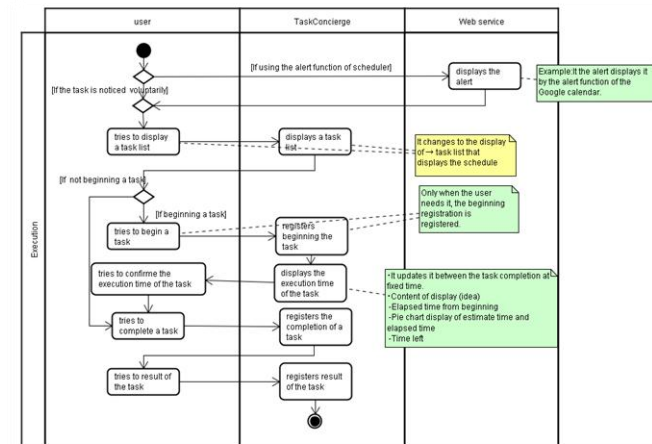 user
TaskConcierge
Web service
Execution
[If using the alert function of scheduler]
displays the
alert
Example:It the alert displays it
by the alert function of the
Google calendar.
[If the task is noticed voluntarily]
tries to display
a task list
displays a task
list
It changes to the display
of→ task list that
displays the schedule
[If not beginning a task]
[If beginning a task]
Only when the user
needs it, the beginning
registration is
registered.
tries to begin a
task
registers
beginning the
task
tries to confirme the
execution time of the task
displays the
execution time
of the task
・It updates it between the task completion at
fixed time.
・Content of display (idea)
-Elapsed time from beginning
-Pie chart display of estimate time and
elapsed time
-Time left
tries to
complete a task
registers the
completion of a
task
tries to result of
the task
registers result
of the task